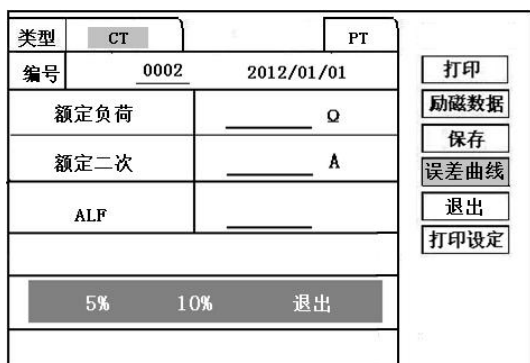 类型 CT PT
编号 0002 2012/01/01
额定负荷 Ω
额定二次 A
ALF
5% 10% 退出
打印
励磁数据
保存
误差曲线
退出
打印设定